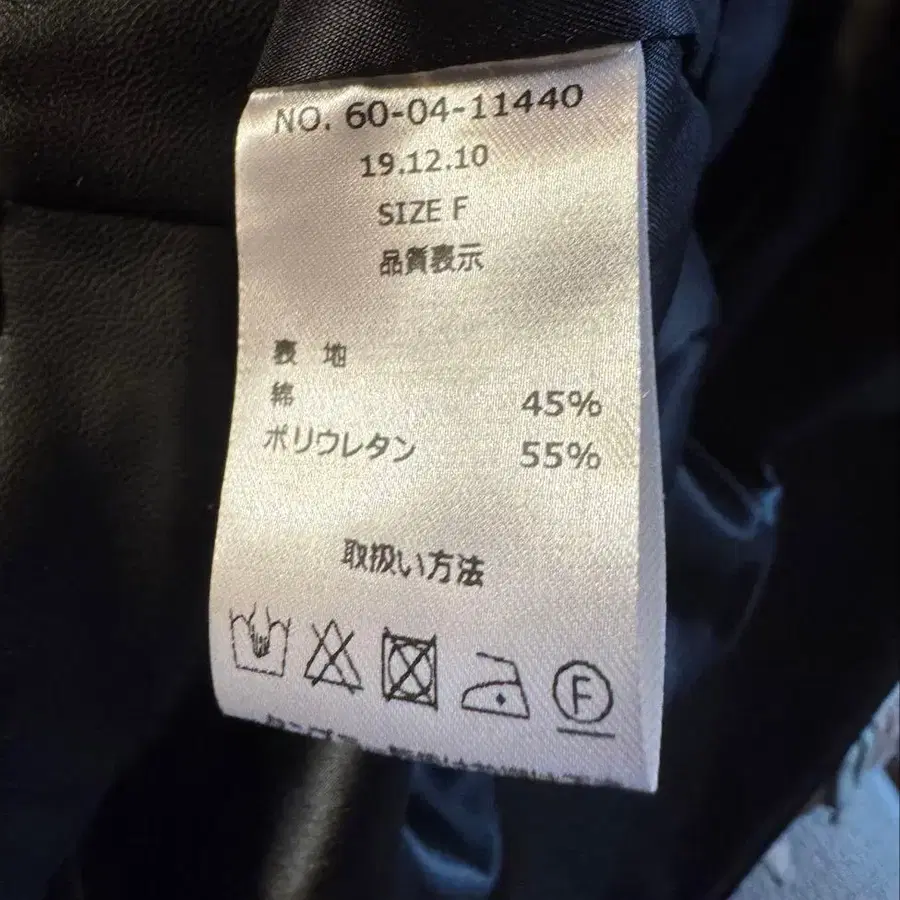 NO. 60-04-11440
19.12.10
SIZE F
品質表示
表 地
綿 45%
ポリウレタン 55%
取扱い方法
F